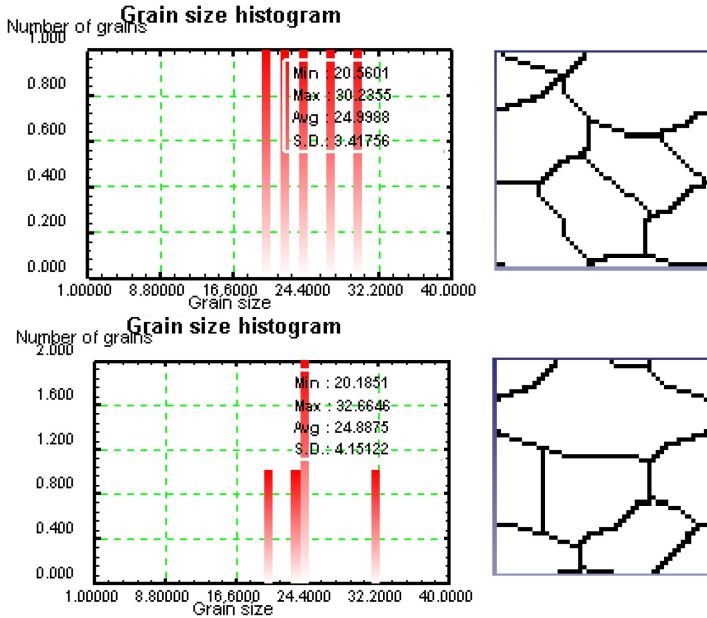 Grain size histogram
Number of grains
1.000
0.800
0.600
0.400
0.200
0.000
Min : 20.5601
Max : 30.2355
Avg : 24.9988
S.D.: 3.41756
1.00000 8.80000 16.6000 24.4000 32.2000 40.0000
Grain size
Grain size histogram
Number of grains
2.000
1.600
1.200
0.800
0.400
0.000
Min : 20.1851
Max : 32.6646
Avg : 24.8875
S.D.: 4.15122
1.00000 8.80000 16.6000 24.4000 32.2000 40.0000
Grain size